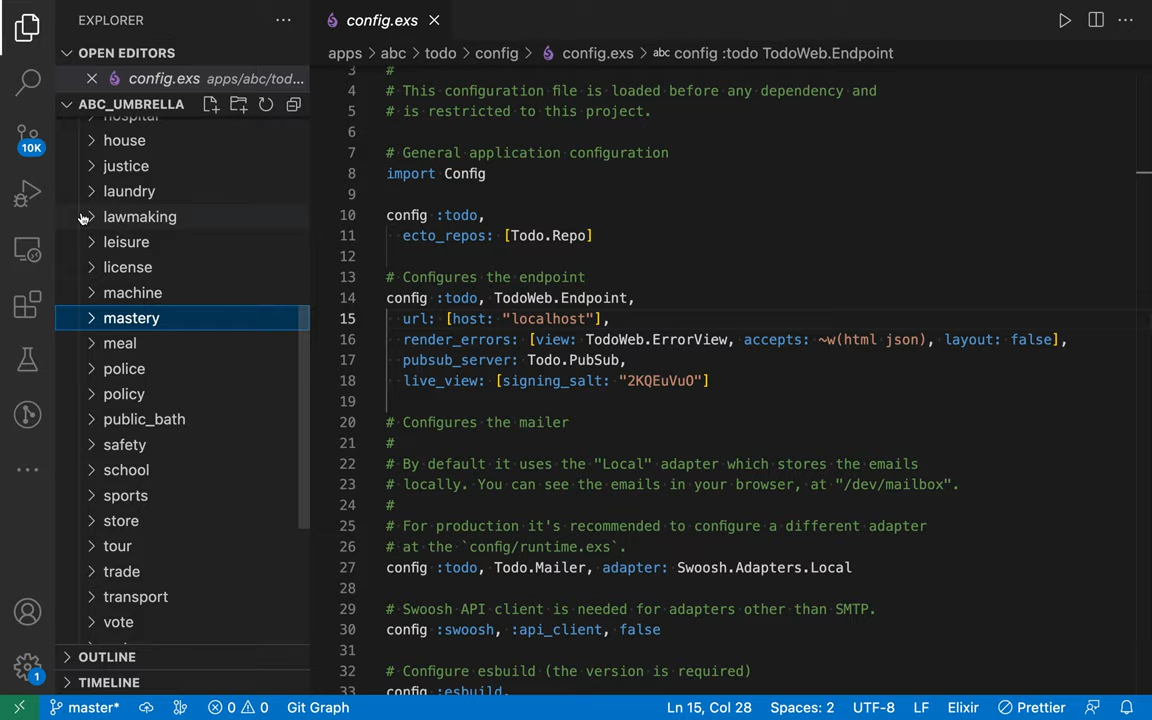 EXPLORER
config.exs
OPEN EDITORS
config.exs apps/abc/tod...
apps > abc > todo > config > config.exs > abc config :todo TodoWeb.Endpoint
ABC_UMBRELLA
10K
hospital
house
justice
laundry
lawmaking
leisure
license
machine
mastery
meal
police
policy
public_bath
safety
school
sports
store
tour
trade
transport
vote
OUTLINE
TIMELINE
1
3 #
4 # This configuration file is loaded before any dependency and
5 # is restricted to this project.
6
7 # General application configuration
8 import Config
9
10 config :todo,
11 ecto_repos: [Todo.Repo]
12
13 # Configures the endpoint
14 config :todo, TodoWeb.Endpoint,
15 url: [host: "localhost"],
16 render_errors: [view: TodoWeb.ErrorView, accepts: ~w(html json), layout: false],
17 pubsub_server: Todo.PubSub,
18 live_view: [signing_salt: "2KQEuVuO"]
19
20 # Configures the mailer
21 #
22 # By default it uses the "Local" adapter which stores the emails
23 # locally. You can see the emails in your browser, at "/dev/mailbox".
24 #
25 # For production it's recommended to configure a different adapter
26 # at the `config/runtime.exs`.
27 config :todo, Todo.Mailer, adapter: Swoosh.Adapters.Local
28
29 # Swoosh API client is needed for adapters other than SMTP.
30 config :swoosh, :api_client, false
31
32 # Configure esbuild (the version is required)
33 config :esbuild,
master* 0 0 Git Graph Ln 15, Col 28 Spaces: 2 UTF-8 LF Elixir Prettier